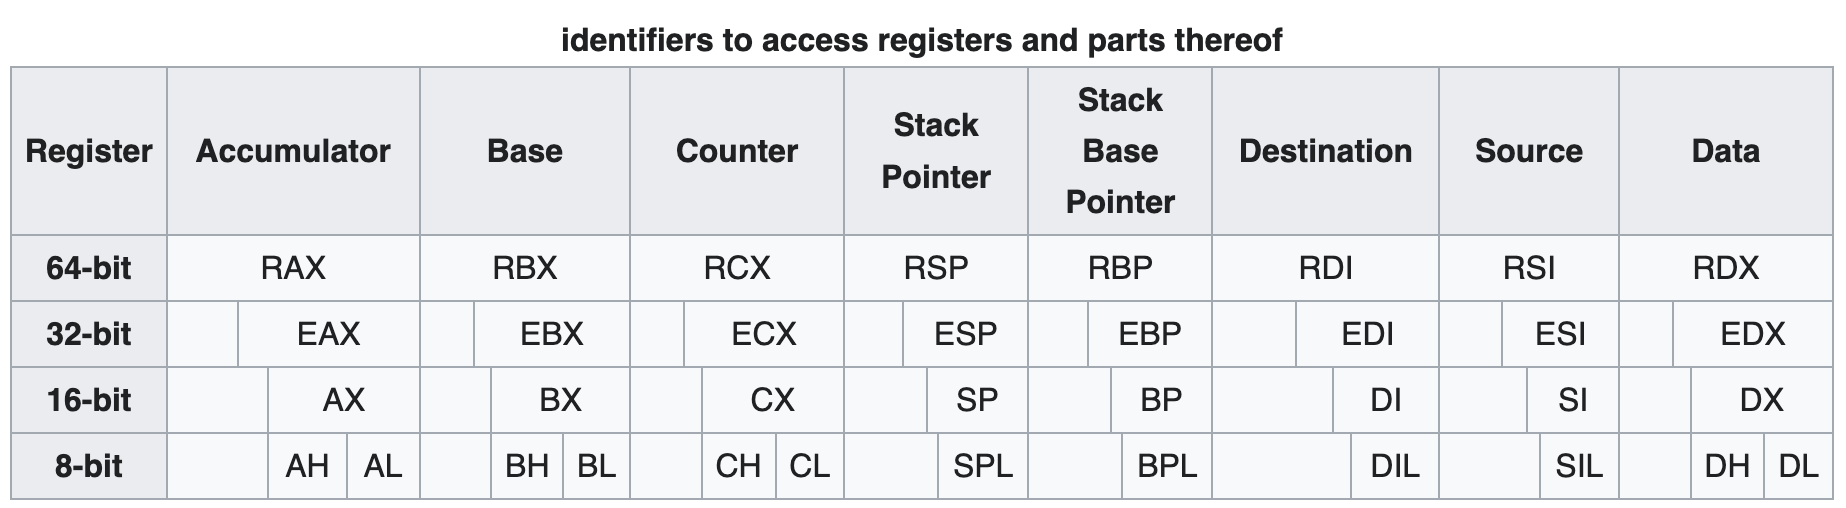 identifiers to access registers and parts thereof
Register Accumulator Base Counter Stack Pointer Stack Base Pointer Destination Source Data
64-bit RAX RBX RCX RSP RBP RDI RSI RDX
32-bit EAX EBX ECX ESP EBP EDI ESI EDX
16-bit AX BX CX SP BP DI SI DX
8-bit AH AL BH BL CH CL SPL BPL DIL SIL DH DL